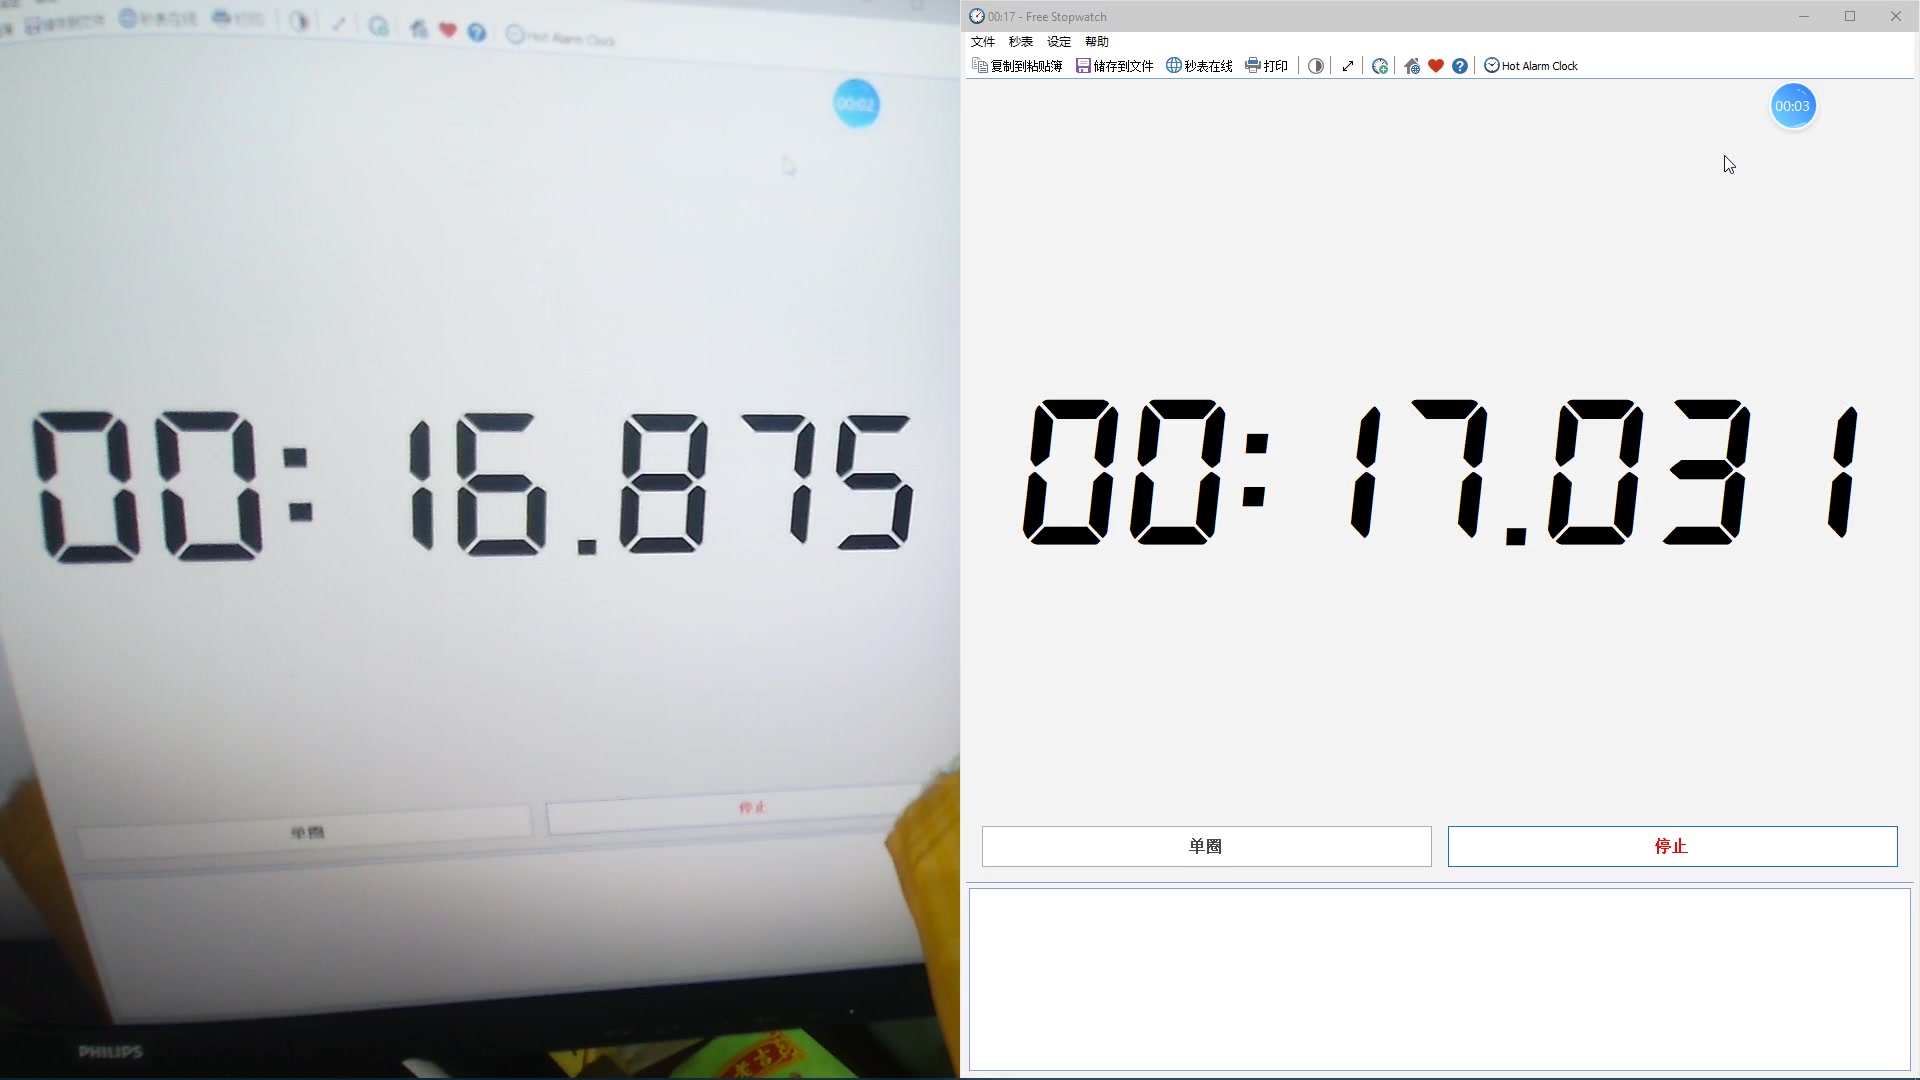 储存到文件 秒表在线 打印 Hot Alarm Clock
00:02
00:16.875
单圈 停止
PHILIPS
00:17 - Free Stopwatch
文件 秒表 设定 帮助
复制到粘贴簿 储存到文件 秒表在线 打印 Hot Alarm Clock
00:03
00:17.031
单圈 停止